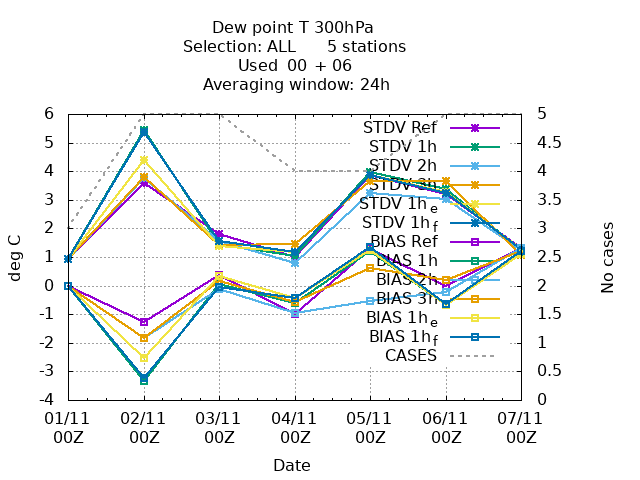 Dew point T 300hPa
Selection: ALL 5 stations
Used 00 + 06
Averaging window: 24h
6
5
4
3
2
1
0
-1
-2
-3
-4
deg C
5
4.5
4
3.5
3
2.5
2
1.5
1
0.5
0
No cases
STDV Ref
STDV 1h
STDV 2h
STDV 3h
STDV 1h e
STDV 1h f
BIAS Ref
BIAS 1h
BIAS 2h
BIAS 3h
BIAS 1h e
BIAS 1h f
CASES
01/11 02/11 03/11 04/11 05/11 06/11 07/11
00Z 00Z 00Z 00Z 00Z 00Z 00Z
Date